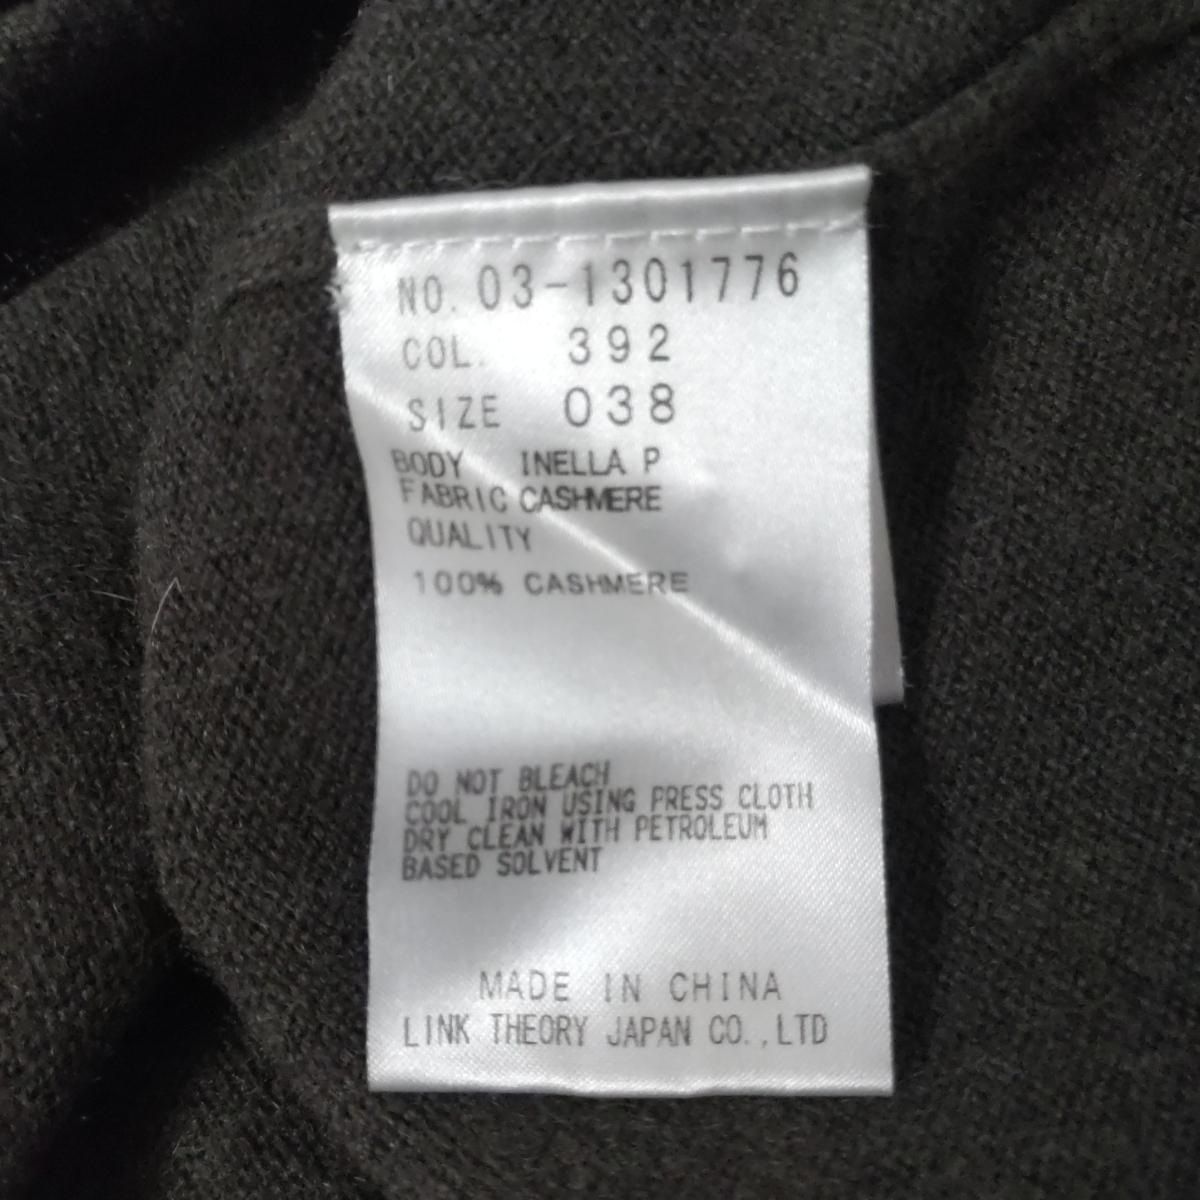 NO. 03-1301776
COL. 392
SIZE 038
BODY INELLA P
FABRIC CASHMERE
QUALITY
100% CASHMERE
DO NOT BLEACH
COOL IRON USING PRESS CLOTH
DRY CLEAN WITH PETROLEUM
BASED SOLVENT
MADE IN CHINA
LINK THEORY JAPAN CO.,LTD